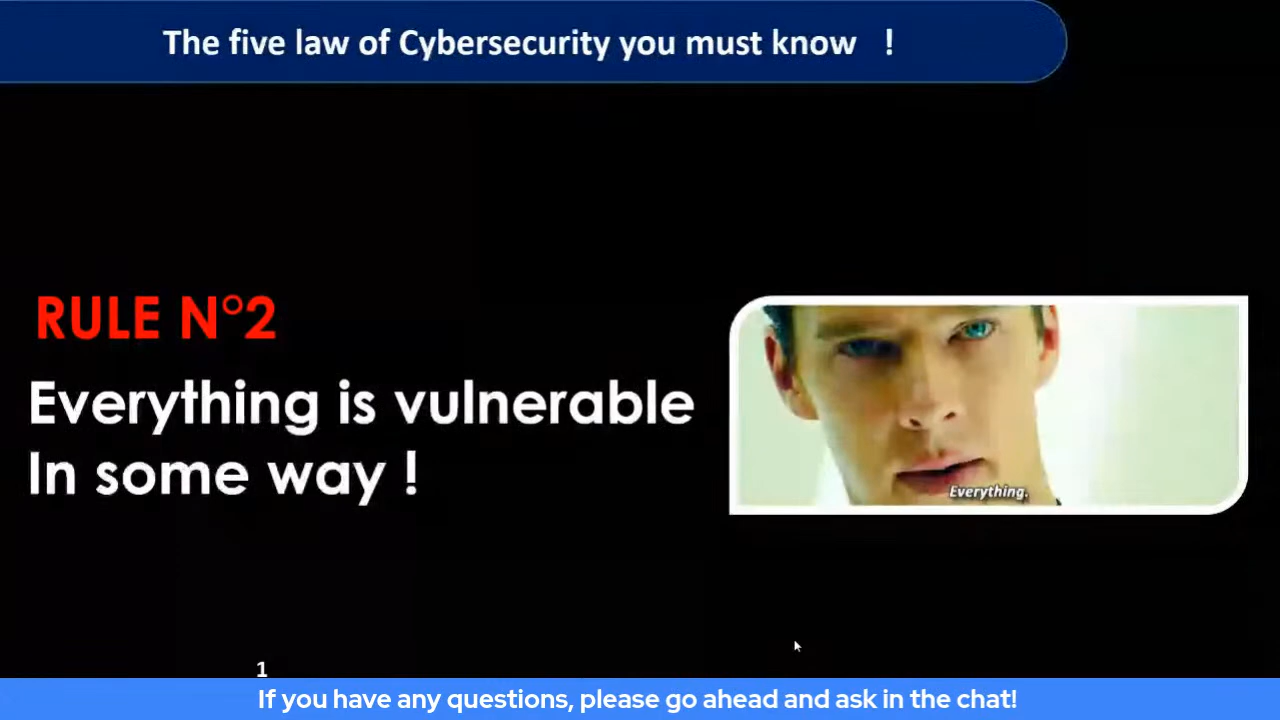 The five law of Cybersecurity you must know !
RULE N°2
Everything is vulnerable
In some way !
Everything.
1
If you have any questions, please go ahead and ask in the chat!